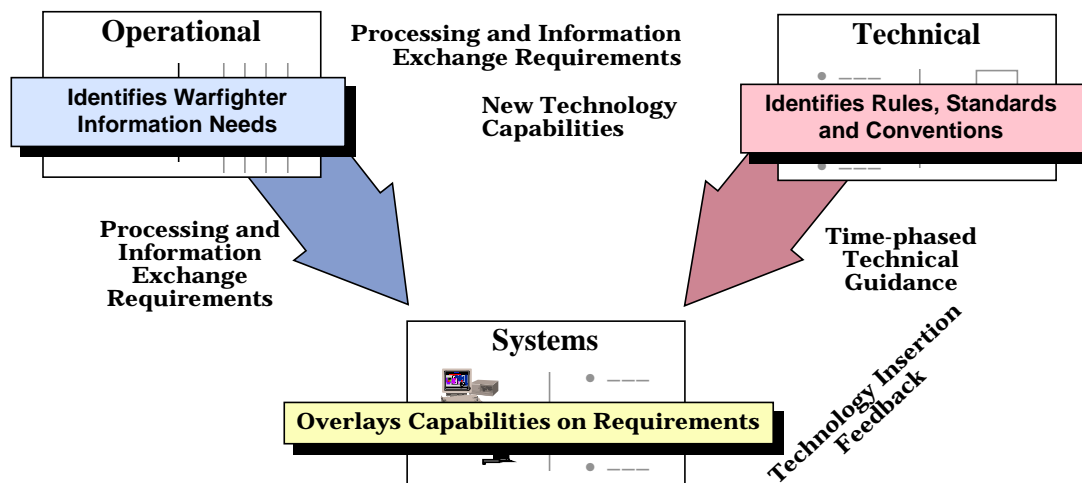 Operational
Identifies Warfighter
Information Needs
Processing and Information
Exchange Requirements
New Technology
Capabilities
Technical
Identifies Rules, Standards
and Conventions
Processing and
Information
Exchange
Requirements
Time-phased
Technical
Guidance
Systems
Overlays Capabilities on Requirements
Technology Insertion
Feedback